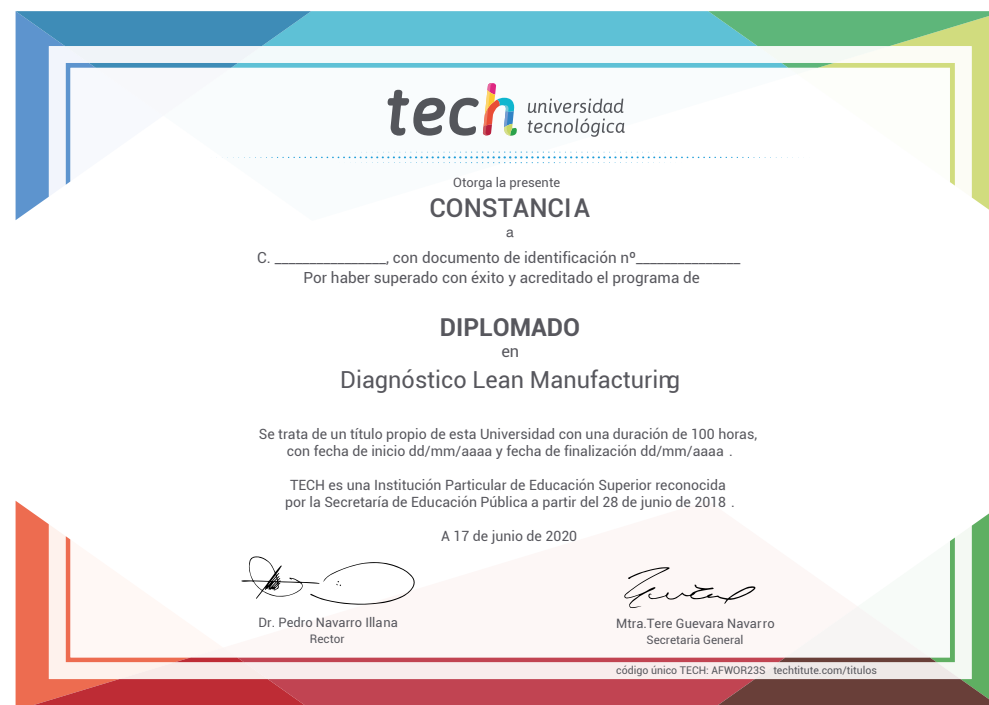 tech universidad
tecnológica
Otorga la presente
CONSTANCIA
a
C. ________________, con documento de identificación nº_______________
Por haber superado con éxito y acreditado el programa de
DIPLOMADO
en
Diagnóstico Lean Manufacturing
Se trata de un título propio de esta Universidad con una duración de 100 horas,
con fecha de inicio dd/mm/aaaa y fecha de finalización dd/mm/aaaa .
TECH es una Institución Particular de Educación Superior reconocida
por la Secretaría de Educación Pública a partir del 28 de junio de 2018 .
A 17 de junio de 2020
Dr. Pedro Navarro Illana
Rector
Mtra.Tere Guevara Navarro
Secretaria General
código único TECH: AFWOR23S techtitute.com/titulos